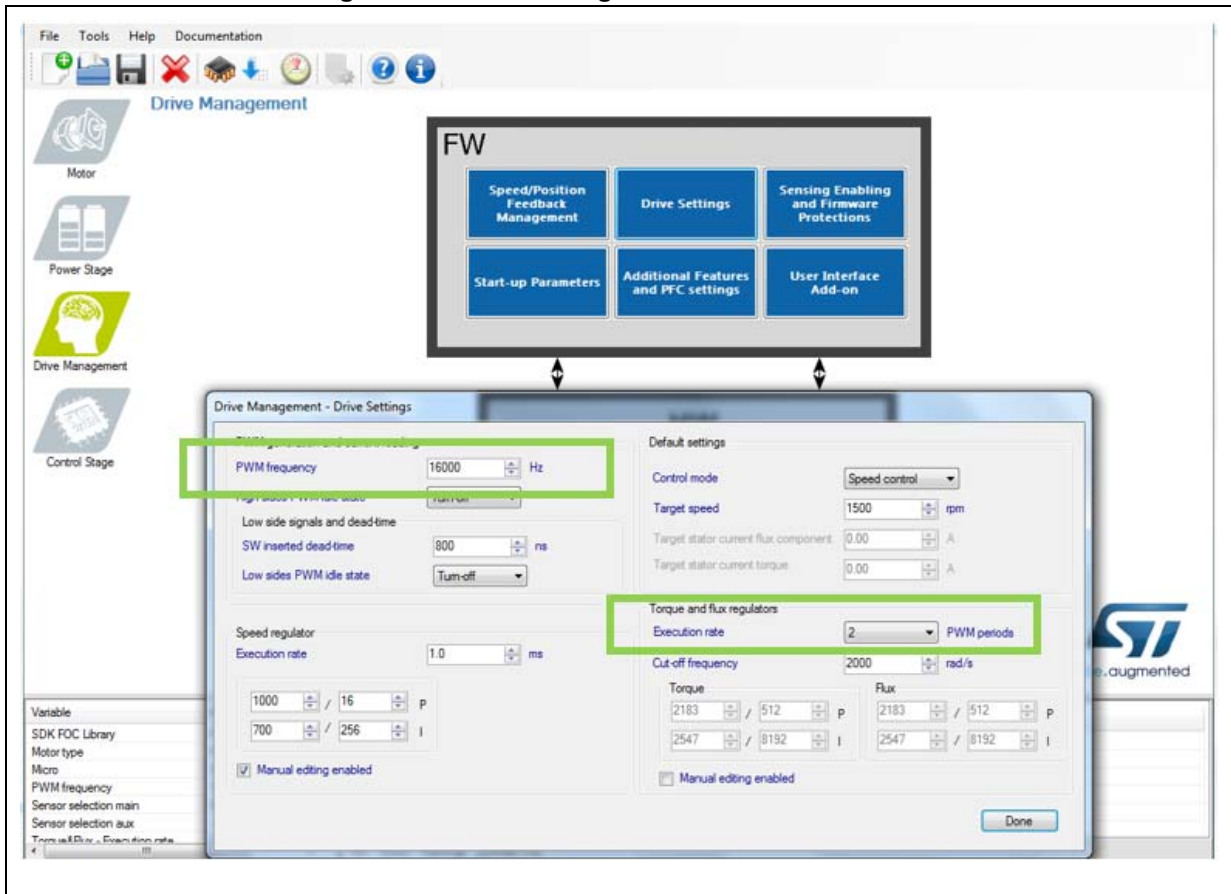 File Tools Help Documentation
Drive Management
Motor
Power Stage
Drive Management
Control Stage
FW
Speed/Position
Feedback
Management
Drive Settings
Sensing Enabling
and Firmware
Protections
Start-up Parameters
Additional Features
and PFC settings
User Interface
Add-on
Drive Management - Drive Settings
PWM frequency 16000 Hz
Low side signals and dead-time
SW inserted dead-time 800 ns
Low sides PWM idle state Turn-off
Speed regulator
Execution rate 1.0 ms
1000 / 16 P
700 / 256 I
Manual editing enabled
Default settings
Control mode Speed control
Target speed 1500 rpm
Target stator current flux component 0.00 A
Target stator current torque 0.00 A
Torque and flux regulators
Execution rate 2 PWM periods
Cut-off frequency 2000 rad/s
Torque
2183 / 512 P
2547 / 8192 I
Flux
2183 / 512 P
2547 / 8192 I
Manual editing enabled
Done
ST
e.augmented
Variable
SDK FOC Library
Motor type
Micro
PWM frequency
Sensor selection main
Sensor selection aux
Torque&Flux - Execution rate